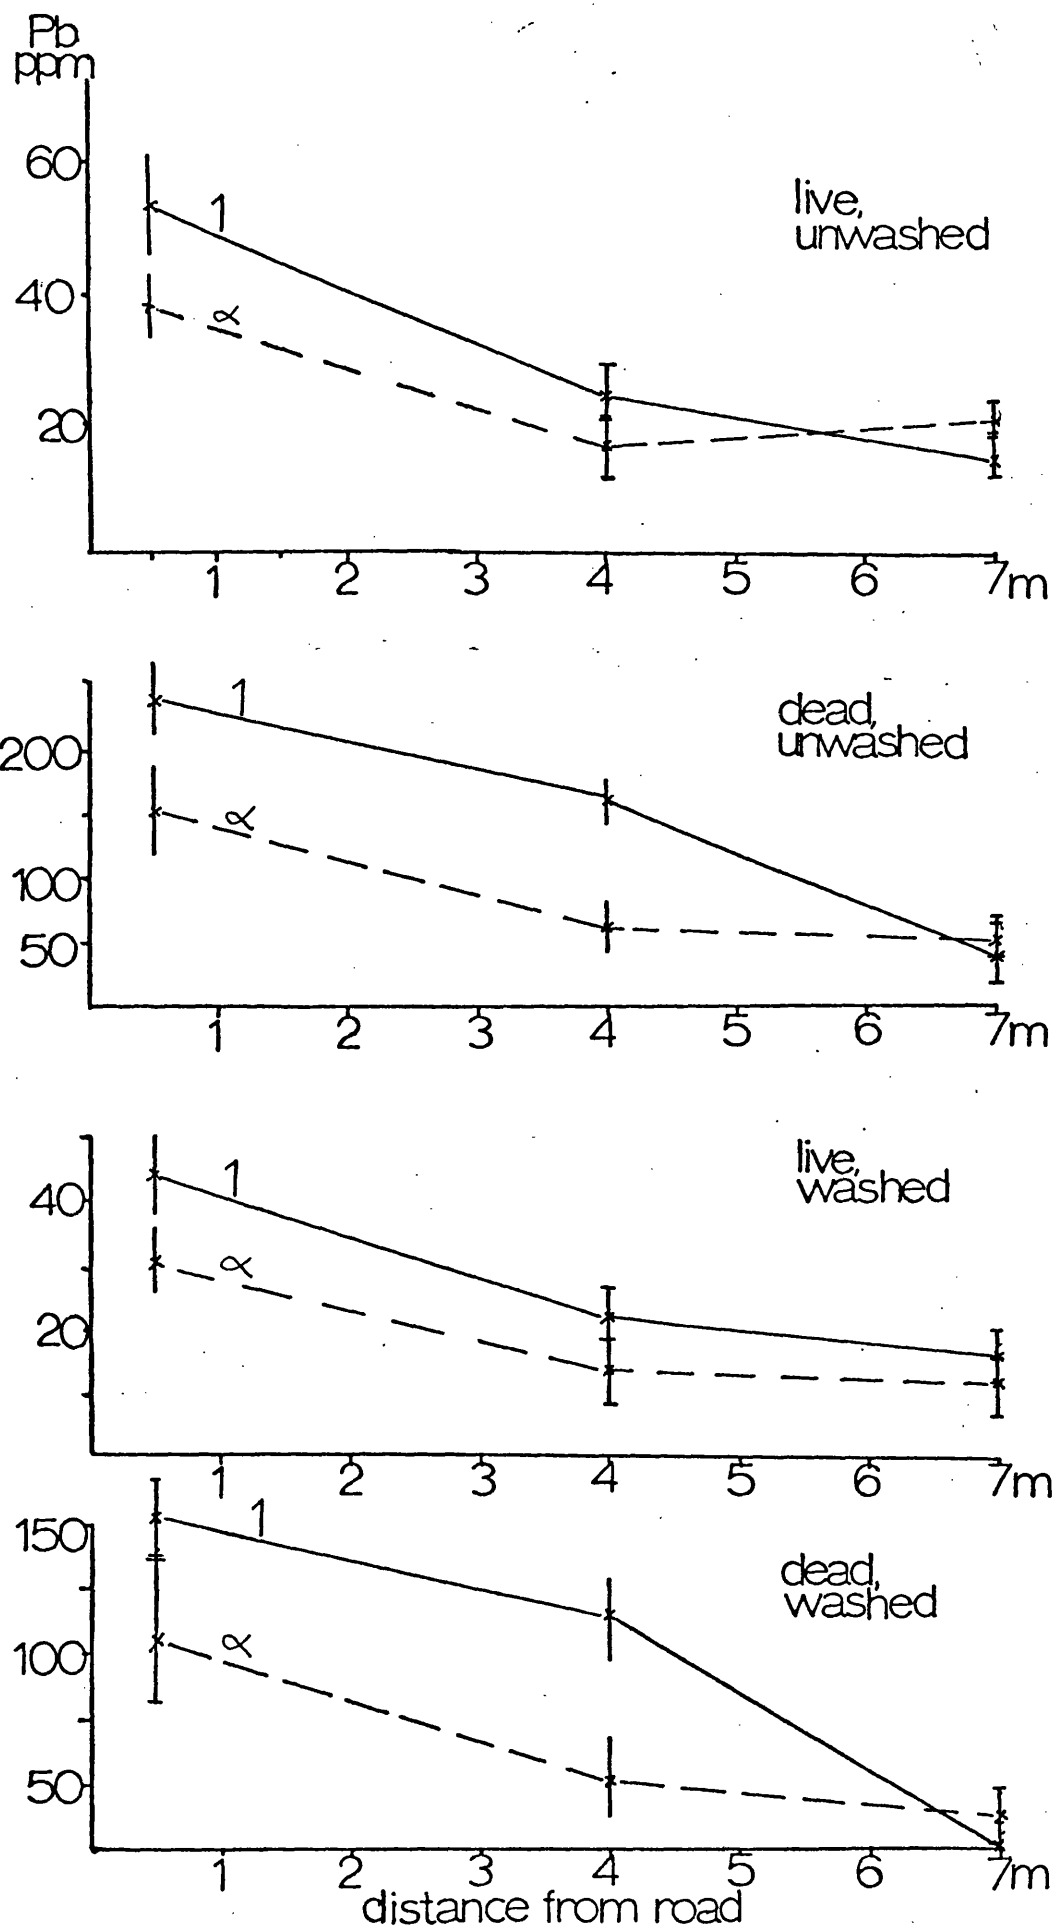 Pb
ppm
60
40
20
1
α
live,
unwashed
1 2 3 4 5 6 7m
200
100
50
1
α
dead,
unwashed
1 2 3 4 5 6 7m
40
20
1
α
live,
washed
1 2 3 4 5 6 7m
150
100
50
1
α
dead,
washed
1 2 3 4 5 6 7m
distance from road